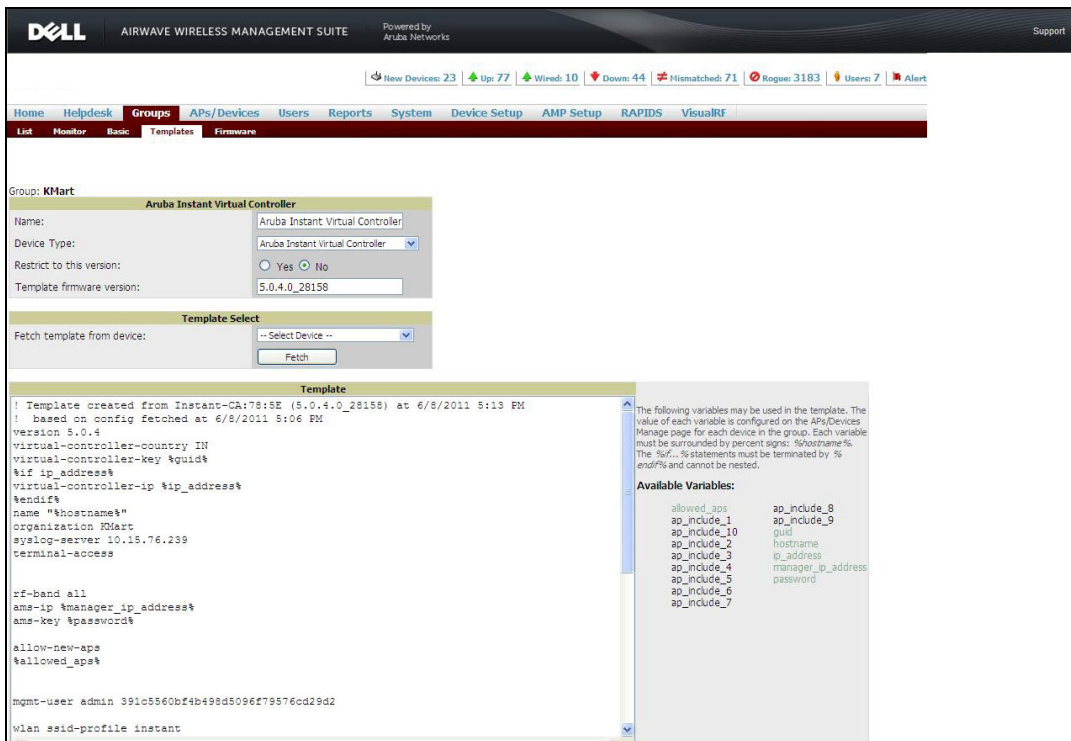 DELL
AIRWAVE WIRELESS MANAGEMENT SUITE
Powered by
Aruba Networks
Support
New Devices: 23 Up: 77 Wired: 10 Down: 44 Mismatched: 71 Rogue: 3183 Users: 7 Alert
Home Helpdesk Groups APs/Devices Users Reports System Device Setup AMP Setup RAPIDS VisualRF
List Monitor Basic Templates Firmware
Group: KMart
Aruba Instant Virtual Controller
Name: Aruba Instant Virtual Controller
Device Type: Aruba Instant Virtual Controller
Restrict to this version: Yes No
Template firmware version: 5.0.4.0_28158
Template Select
Fetch template from device: -- Select Device --
Fetch
Template
! Template created from Instant-CA:78:5E (5.0.4.0_28158) at 6/8/2011 5:13 PM
! based on config fetched at 6/8/2011 5:06 PM
version 5.0.4
virtual-controller-country IN
virtual-controller-key %guid%
%if ip_address%
virtual-controller-ip %ip_address%
%endif%
name "%hostname%"
organization KMart
syslog-server 10.15.76.239
terminal-access
rf-band all
ams-ip %manager_ip_address%
ams-key %password%
allow-new-aps
%allowed_aps%
mgmt-user admin 391c5560bf4b498d5096f79576cd29d2
wlan ssid-profile instant
The following variables may be used in the template. The
value of each variable is configured on the APs/Devices
Manage page for each device in the group. Each variable
must be surrounded by percent signs: %hostname%.
The %if... % statements must be terminated by %
endif% and cannot be nested.
Available Variables:
allowed_aps
ap_include_1
ap_include_10
ap_include_2
ap_include_3
ap_include_4
ap_include_5
ap_include_6
ap_include_7
ap_include_8
ap_include_9
guid
hostname
ip_address
manager_ip_address
password